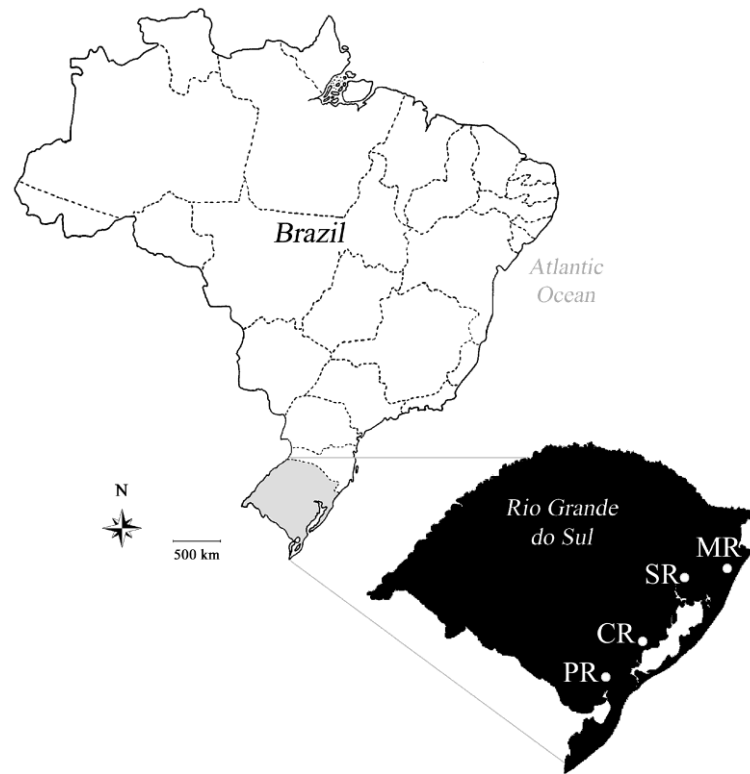 Brazil
Atlantic
Ocean
N
500 km
Rio Grande
do Sul
MR
SR
CR
PR